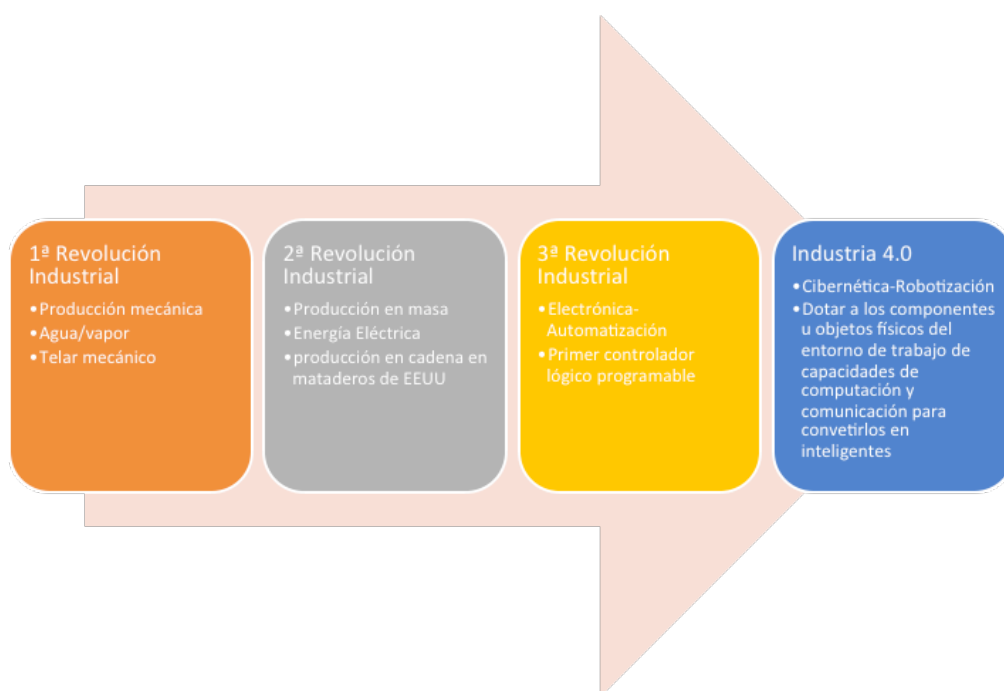 1ª Revolución
Industrial
•Producción mecánica
•Agua/vapor
•Telar mecánico
2ª Revolución
Industrial
•Producción en masa
•Energía Eléctrica
•producción en cadena en
mataderos de EEUU
3ª Revolución
Industrial
•Electrónica-
Automatización
•Primer controlador
lógico programable
Industria 4.0
•Cibernética-Robotización
•Dotar a los componentes
u objetos físicos del
entorno de trabajo de
capacidades de
computación y
comunicación para
convetirlos en
inteligentes